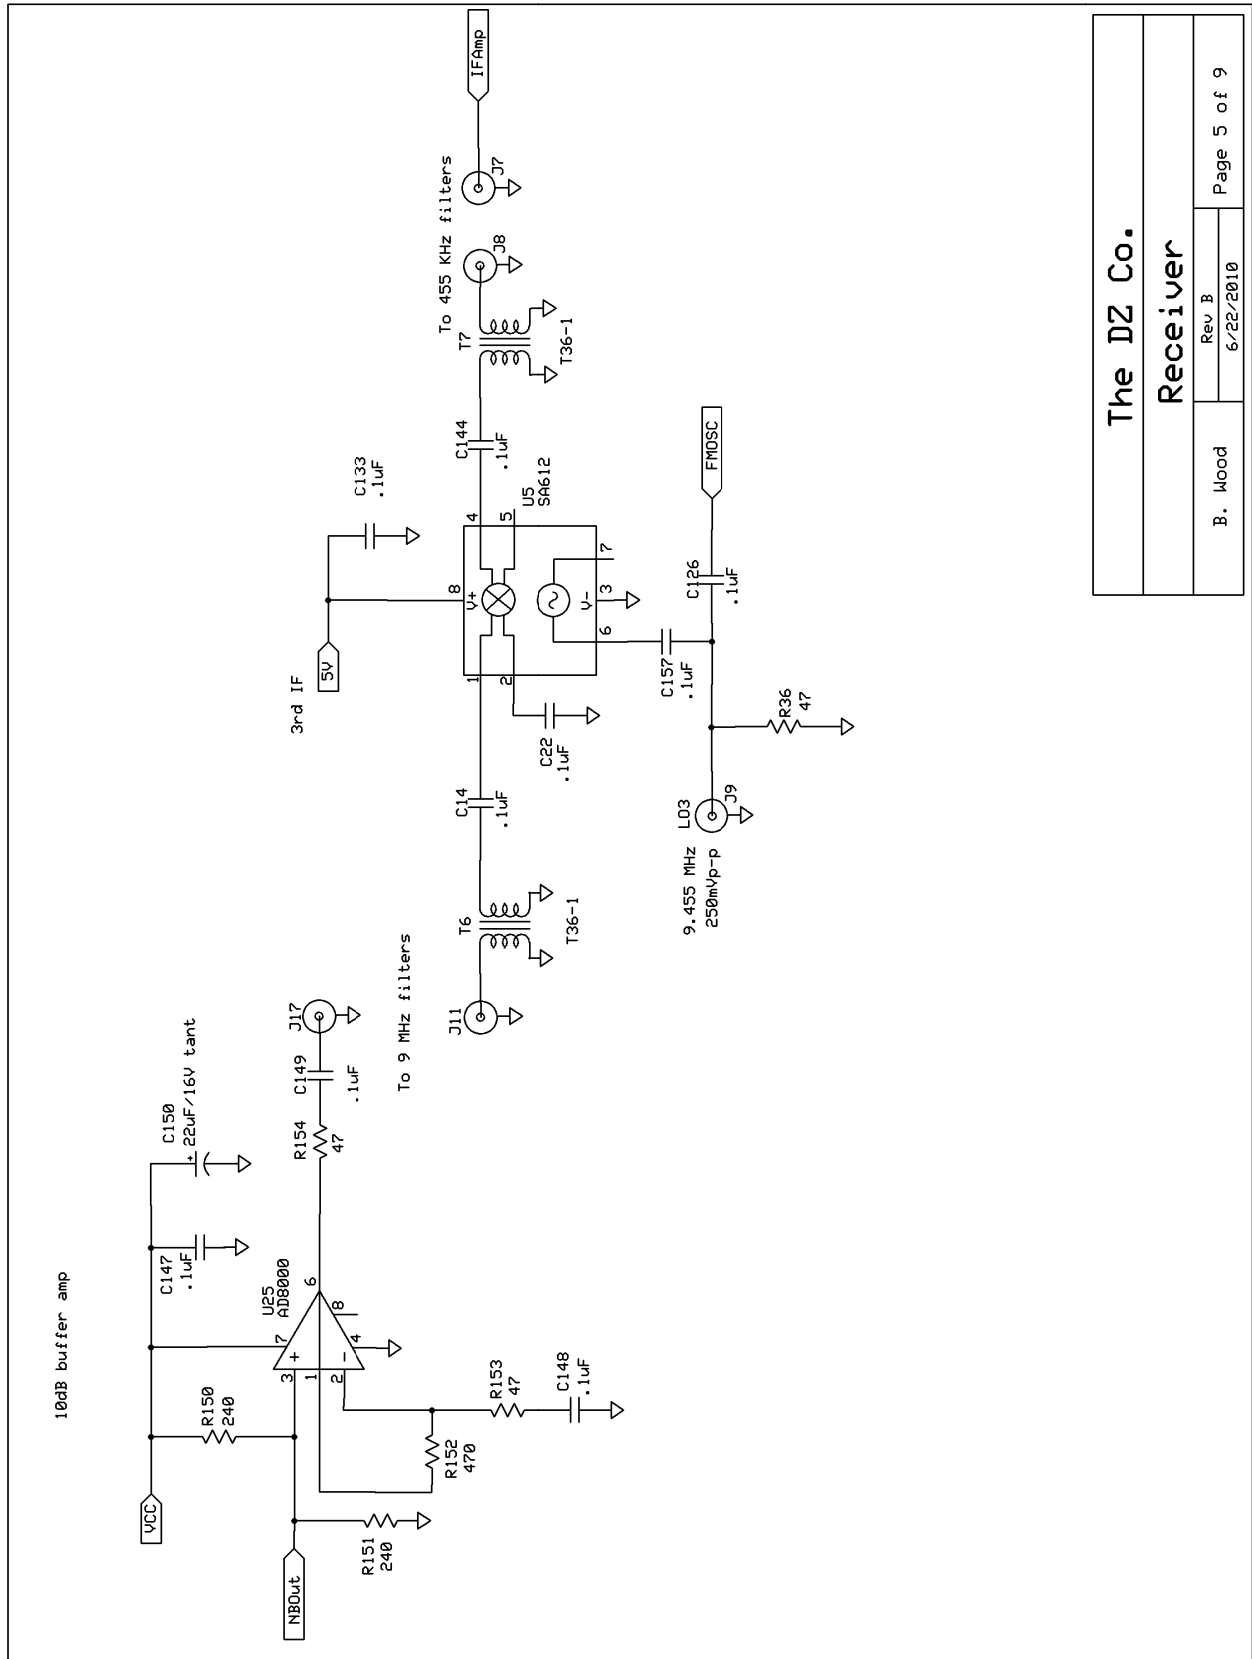 10dB buffer amp
VCC
NBOut
R150
240
R151
240
C147
.1uF
C150
+
22uF/16V tant
U25
AD8000
3
+
1
2
-
7
6
8
4
R152
470
R153
47
C148
.1uF
R154
47
C149
.1uF
J17
To 9 MHz filters
J11
T6
T36-1
C14
.1uF
C22
.1uF
3rd IF
5V
C133
.1uF
8
V+
1
2
4
5
U5
SA612
6
V-
3
7
C157
.1uF
C144
.1uF
T7
T36-1
To 455 KHz filters
J8
J7
IFAmp
9.455 MHz
250mVp-p
LO3
J9
R36
47
C126
.1uF
FMOSC
The DZ Co.
Receiver
B. Wood
Rev B
6/22/2010
Page 5 of 9